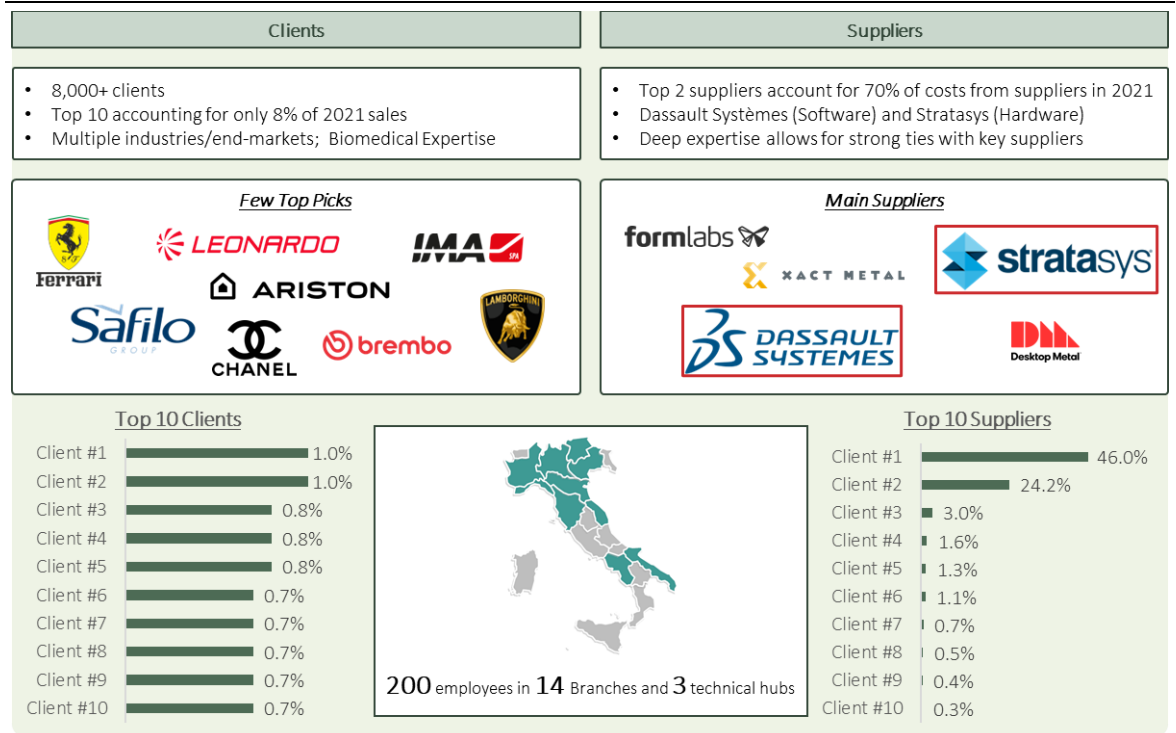 Clients
• 8,000+ clients
• Top 10 accounting for only 8% of 2021 sales
• Multiple industries/end-markets; Biomedical Expertise
Few Top Picks
Ferrari
S F
LEONARDO
IMA
SPA
ARISTON
Sàfilo
GROUP
CHANEL
brembo
LAMBORGHINI
Suppliers
• Top 2 suppliers account for 70% of costs from suppliers in 2021
• Dassault Systèmes (Software) and Stratasys (Hardware)
• Deep expertise allows for strong ties with key suppliers
Main Suppliers
formlabs
XACT METAL
stratasys
DASSAULT
SYSTEMES
DM
Desktop Metal
Top 10 Clients
Client #1 1.0%
Client #2 1.0%
Client #3 0.8%
Client #4 0.8%
Client #5 0.8%
Client #6 0.7%
Client #7 0.7%
Client #8 0.7%
Client #9 0.7%
Client #10 0.7%
200 employees in 14 Branches and 3 technical hubs
Top 10 Suppliers
Client #1 46.0%
Client #2 24.2%
Client #3 3.0%
Client #4 1.6%
Client #5 1.3%
Client #6 1.1%
Client #7 0.7%
Client #8 0.5%
Client #9 0.4%
Client #10 0.3%